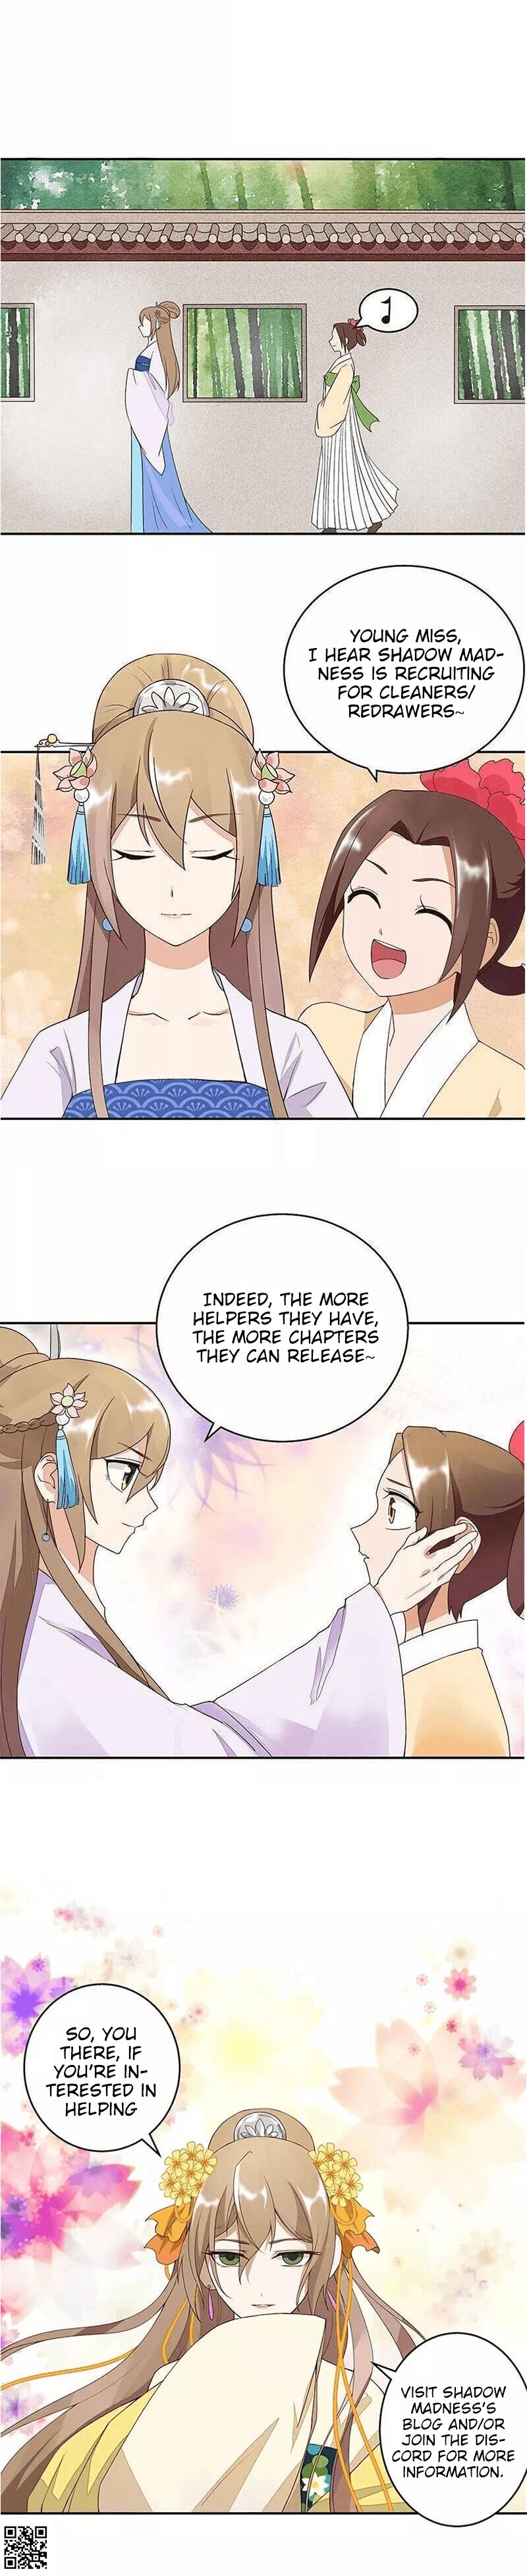 YOUNG MISS,
I HEAR SHADOW MAD-
NESS IS RECRUITING
FOR CLEANERS/
REDRAWERS~
INDEED, THE MORE
HELPERS THEY HAVE,
THE MORE CHAPTERS
THEY CAN RELEASE~
SO, YOU
THERE, IF
YOU'RE IN-
TERESTED IN
HELPING
VISIT SHADOW
MADNESS'S
BLOG AND/OR
JOIN THE DIS-
CORD FOR MORE
INFORMATION.